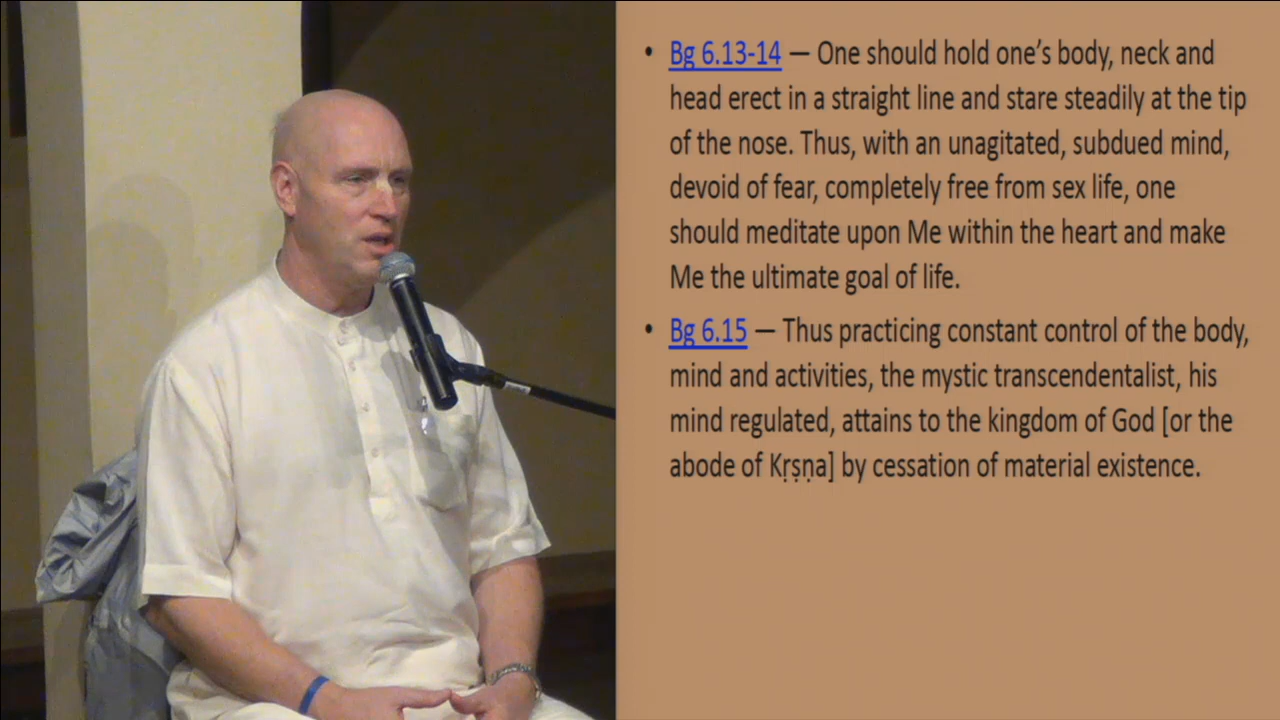 • Bg 6.13-14 — One should hold one’s body, neck and
head erect in a straight line and stare steadily at the tip
of the nose. Thus, with an unagitated, subdued mind,
devoid of fear, completely free from sex life, one
should meditate upon Me within the heart and make
Me the ultimate goal of life.
• Bg 6.15 — Thus practicing constant control of the body,
mind and activities, the mystic transcendentalist, his
mind regulated, attains to the kingdom of God [or the
abode of Kṛṣṇa] by cessation of material existence.